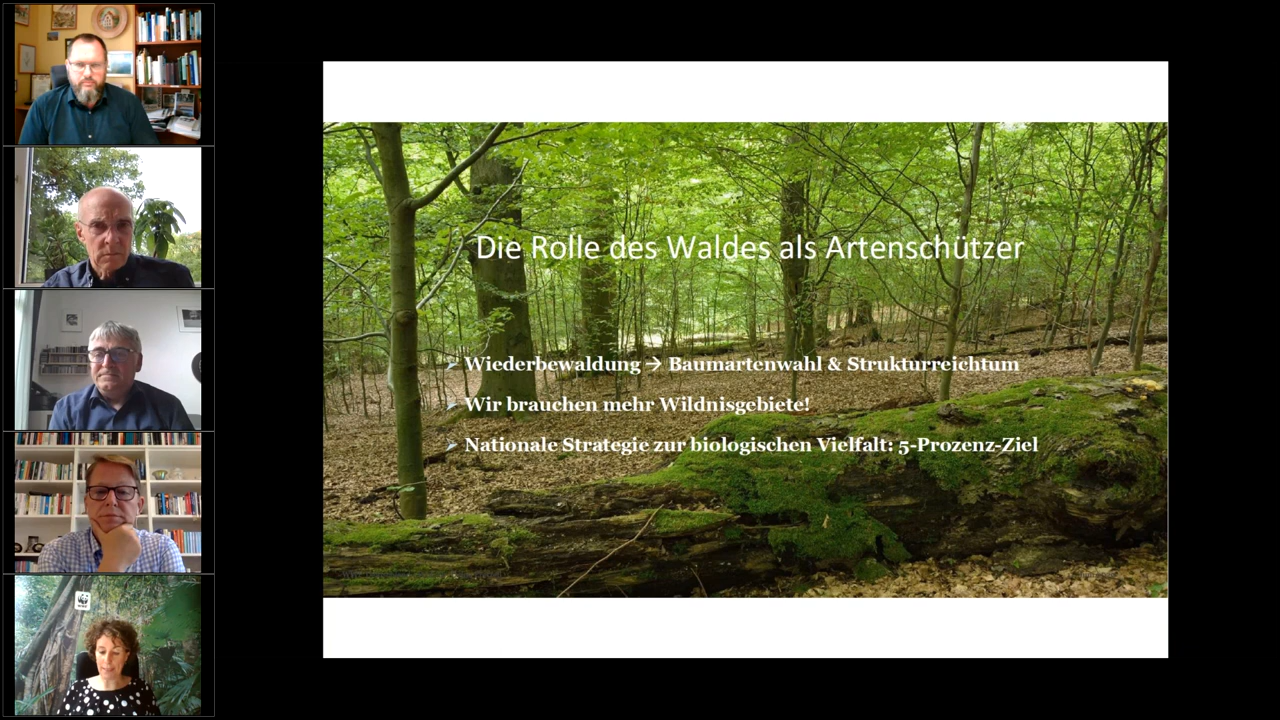 Die Rolle des Waldes als Artenschützer
Wiederbewaldung → Baumartenwahl & Strukturreichtum
Wir brauchen mehr Wildnisgebiete!
Nationale Strategie zur biologischen Vielfalt: 5-Prozenz-Ziel